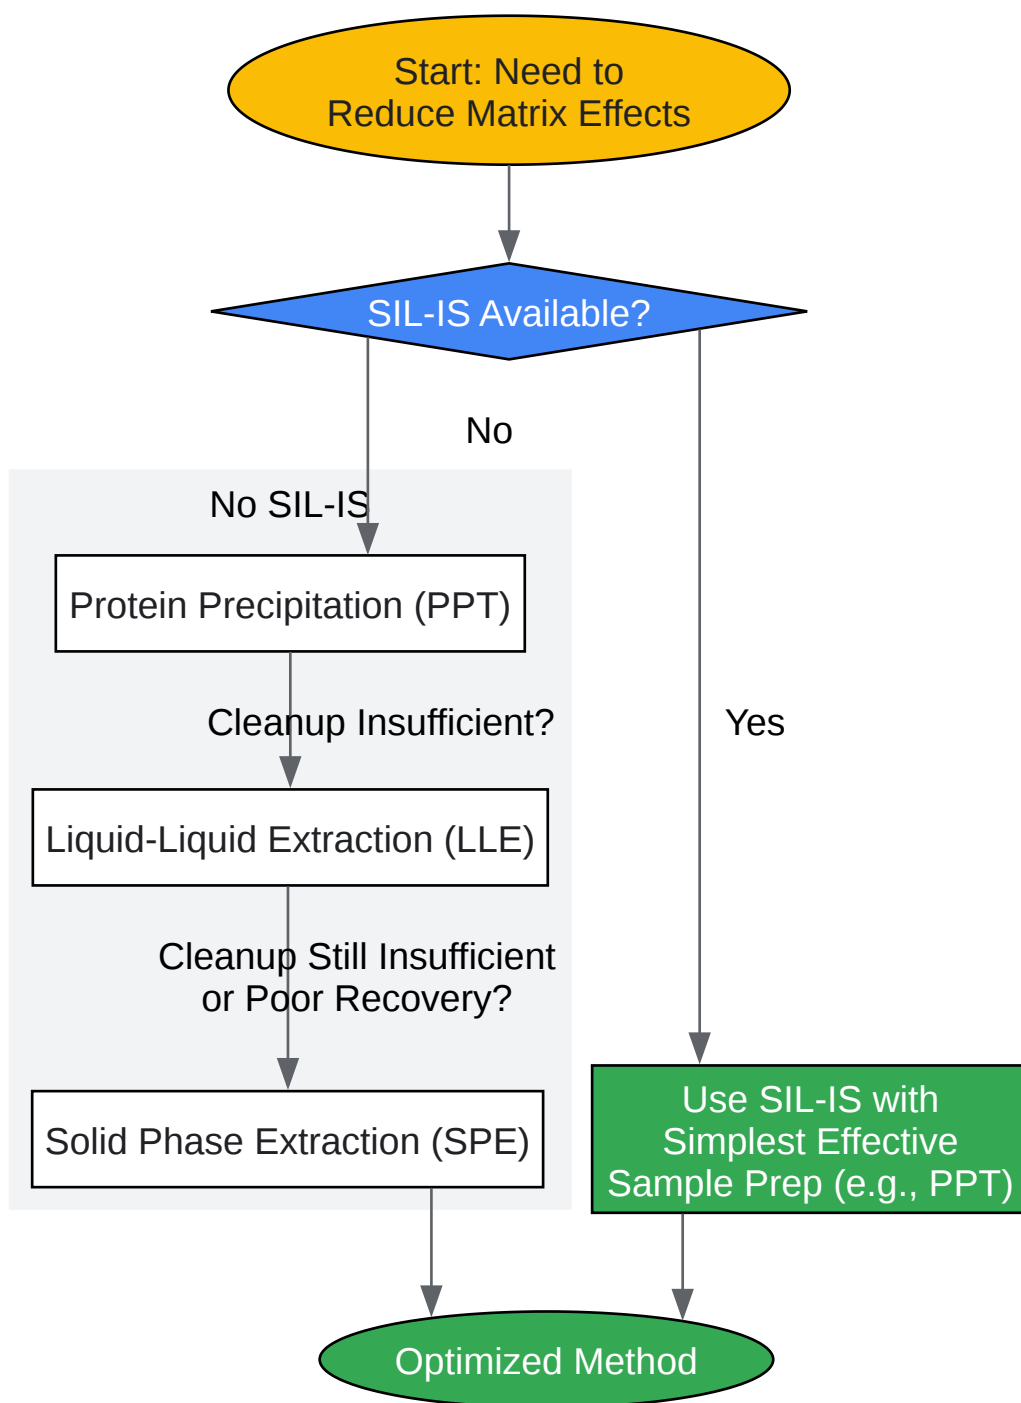 Start: Need to
Reduce Matrix Effects
SIL-IS Available?
No
No SIL-IS
Protein Precipitation (PPT)
Cleanup Insufficient?
Yes
Liquid-Liquid Extraction (LLE)
Cleanup Still Insufficient
or Poor Recovery?
Solid Phase Extraction (SPE)
Use SIL-IS with
Simplest Effective
Sample Prep (e.g., PPT)
Optimized Method